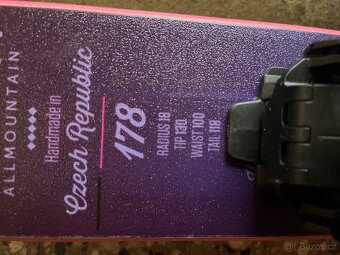 ALLMOUNTAIN
Handmade in
Czech Republic
178
RADIUS 18
TIP 130
WAIST 100
TAIL 118
© Bazos.cz